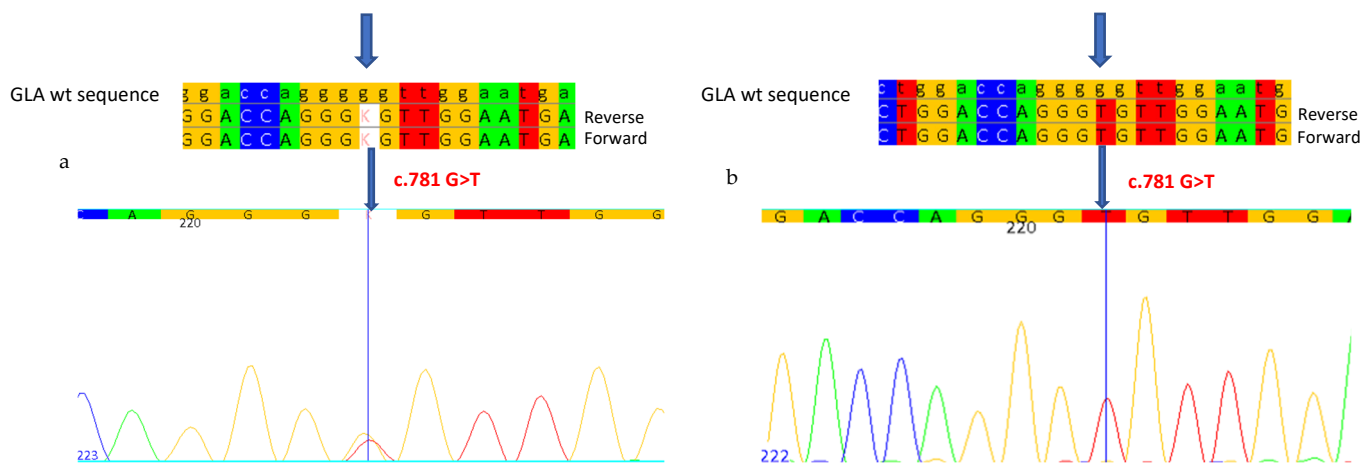 GLA wt sequence
g g a c c a g g g g g t t g g a a t g a
G G A C C A G G G K G T T G G A A T G A Reverse
G G A C C A G G G K G T T G G A A T G A Forward
a
c.781 G>T
C A G G G K G T T G G
220
223
GLA wt sequence
c t g g a c c a g g g g g t t g g a a t g
C T G G A C C A G G G T G T T G G A A T G Reverse
C T G G A C C A G G G T G T T G G A A T G Forward
b
c.781 G>T
G A C C A G G G T G T T G G A
220
222